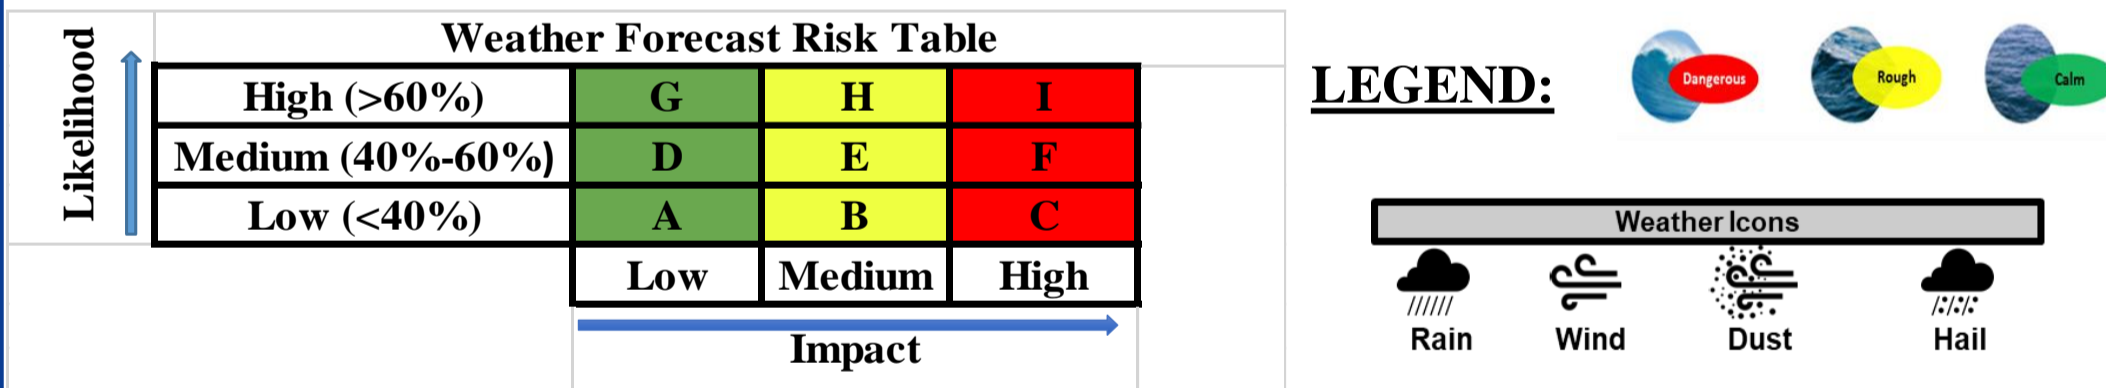 Weather Forecast Risk Table
Likelihood
High (>60%) G H I
Medium (40%-60%) D E F
Low (<40%) A B C
Low Medium High
Impact
LEGEND:
Dangerous
Rough
Calm
Weather Icons
Rain Wind Dust Hail